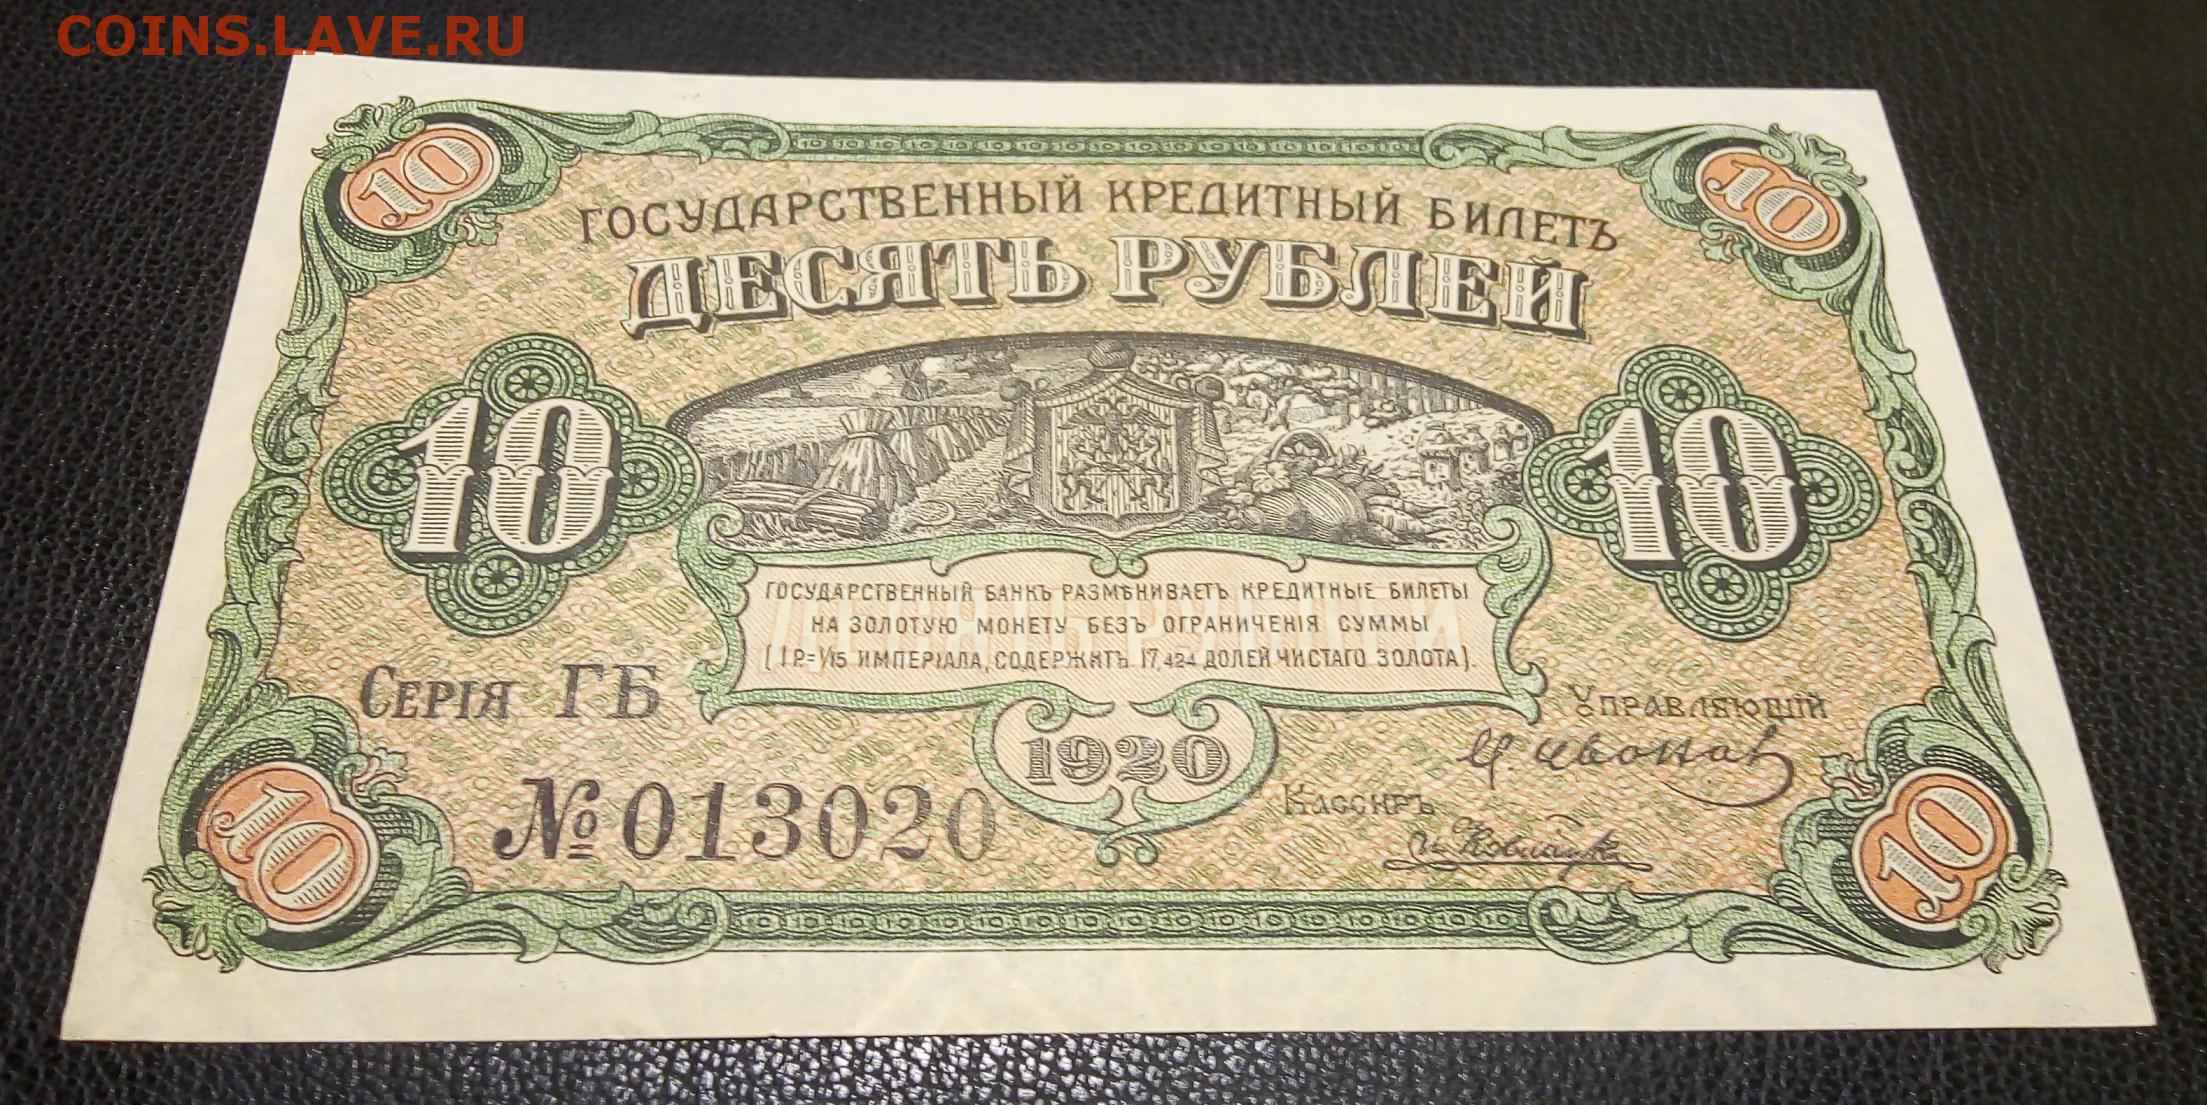 COINS.LAVE.RU
10 10
ГОСУДАРСТВЕННЫЙ КРЕДИТНЫЙ БИЛЕТЪ
ДЕСЯТЬ РУБЛЕЙ
10 10
ГОСУДАРСТВЕННЫЙ БАНКЪ РАЗМѢНИВАЕТЪ КРЕДИТНЫЕ БИЛЕТЫ
НА ЗОЛОТУЮ МОНЕТУ БЕЗЪ ОГРАНИЧЕНІЯ СУММЫ
(1 Р.= 1/15 ИМПЕРІАЛА, СОДЕРЖИТЪ 17,424 ДОЛЕЙ ЧИСТАГО ЗОЛОТА).
СЕРІЯ ГБ
УПРАВЛЯЮЩІЙ
1920
№ 013020
КАССИРЪ
10 10